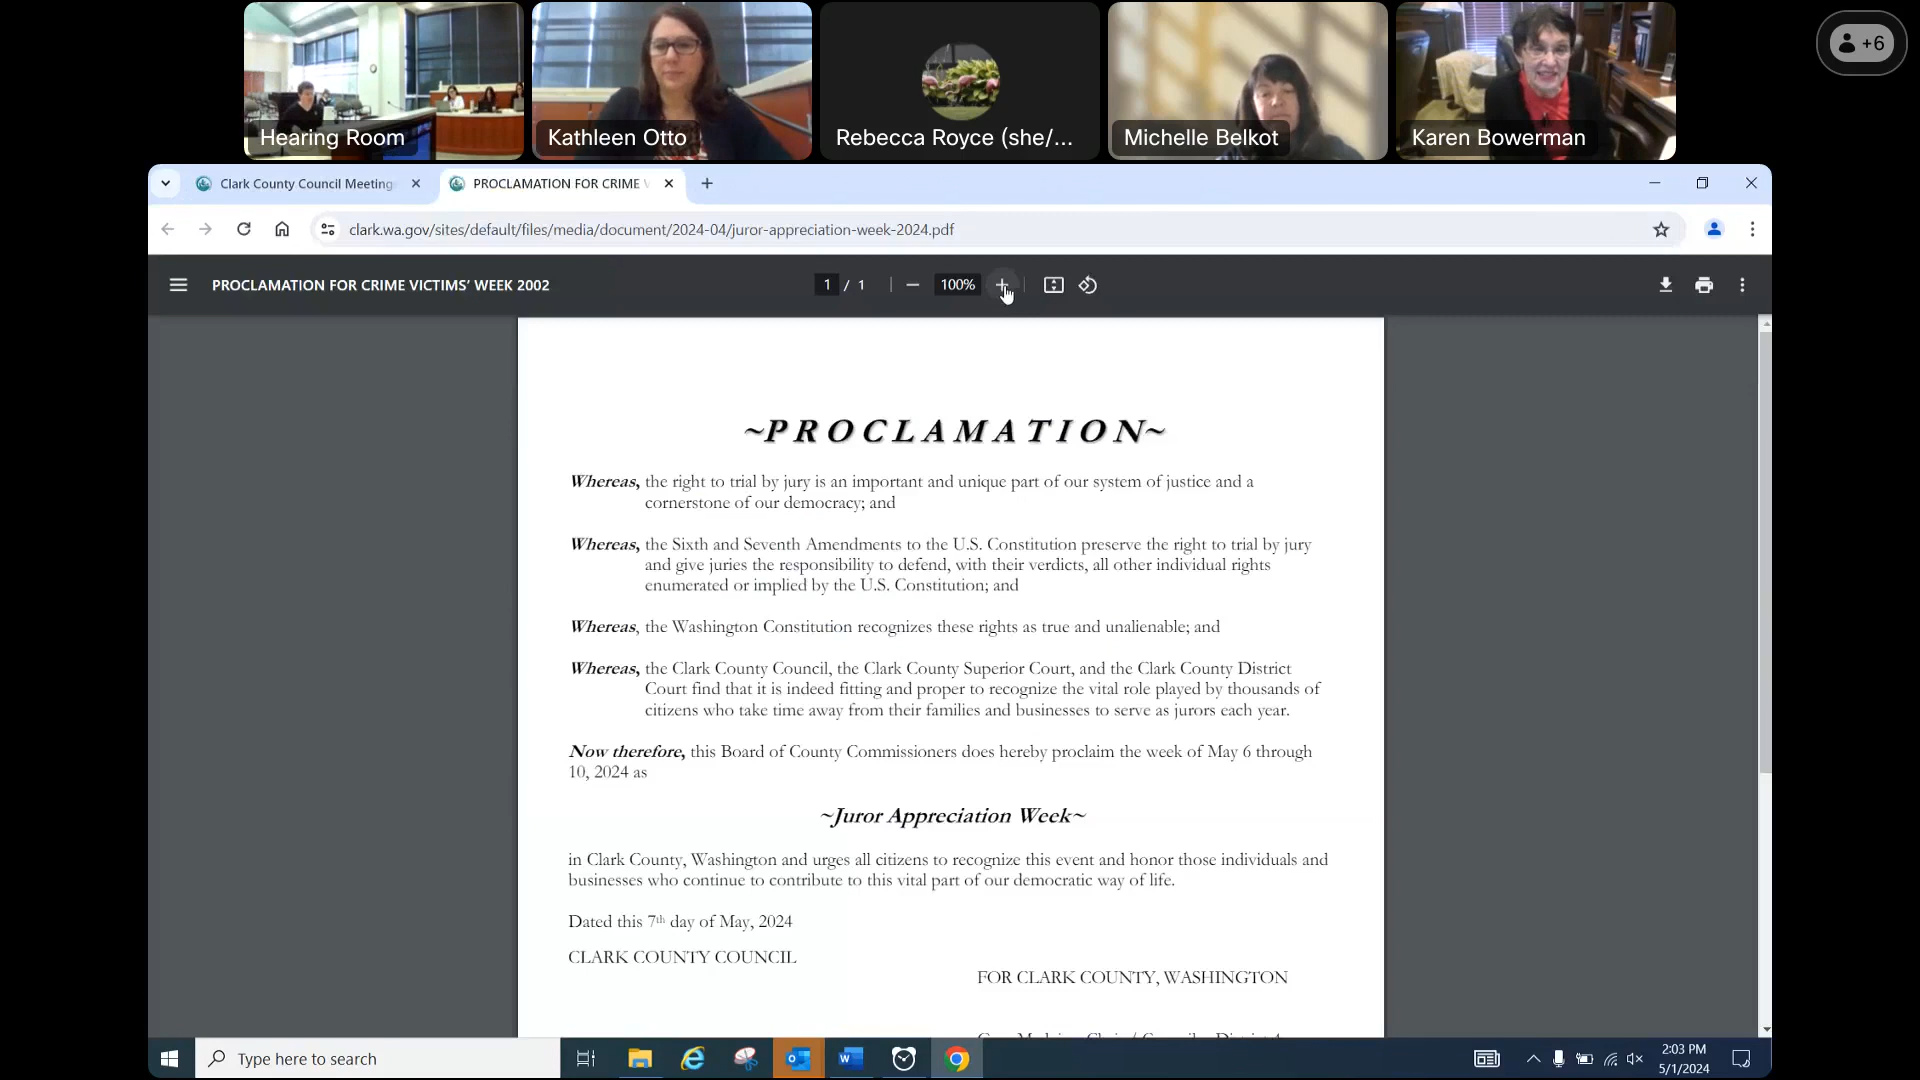 Hearing Room
Kathleen Otto
Rebecca Royce (she/...
Michelle Belkot
Karen Bowerman
+6
Clark County Council Meeting
PROCLAMATION FOR CRIME V
clark.wa.gov/sites/default/files/media/document/2024-04/juror-appreciation-week-2024.pdf
PROCLAMATION FOR CRIME VICTIMS' WEEK 2002
1 / 1
100%
~PROCLAMATION~
Whereas, the right to trial by jury is an important and unique part of our system of justice and a
cornerstone of our democracy; and
Whereas, the Sixth and Seventh Amendments to the U.S. Constitution preserve the right to trial by jury
and give juries the responsibility to defend, with their verdicts, all other individual rights
enumerated or implied by the U.S. Constitution; and
Whereas, the Washington Constitution recognizes these rights as true and unalienable; and
Whereas, the Clark County Council, the Clark County Superior Court, and the Clark County District
Court find that it is indeed fitting and proper to recognize the vital role played by thousands of
citizens who take time away from their families and businesses to serve as jurors each year.
Now therefore, this Board of County Commissioners does hereby proclaim the week of May 6 through
10, 2024 as
~Juror Appreciation Week~
in Clark County, Washington and urges all citizens to recognize this event and honor those individuals and
businesses who continue to contribute to this vital part of our democratic way of life.
Dated this 7th day of May, 2024
CLARK COUNTY COUNCIL
FOR CLARK COUNTY, WASHINGTON
Type here to search
2:03 PM
5/1/2024